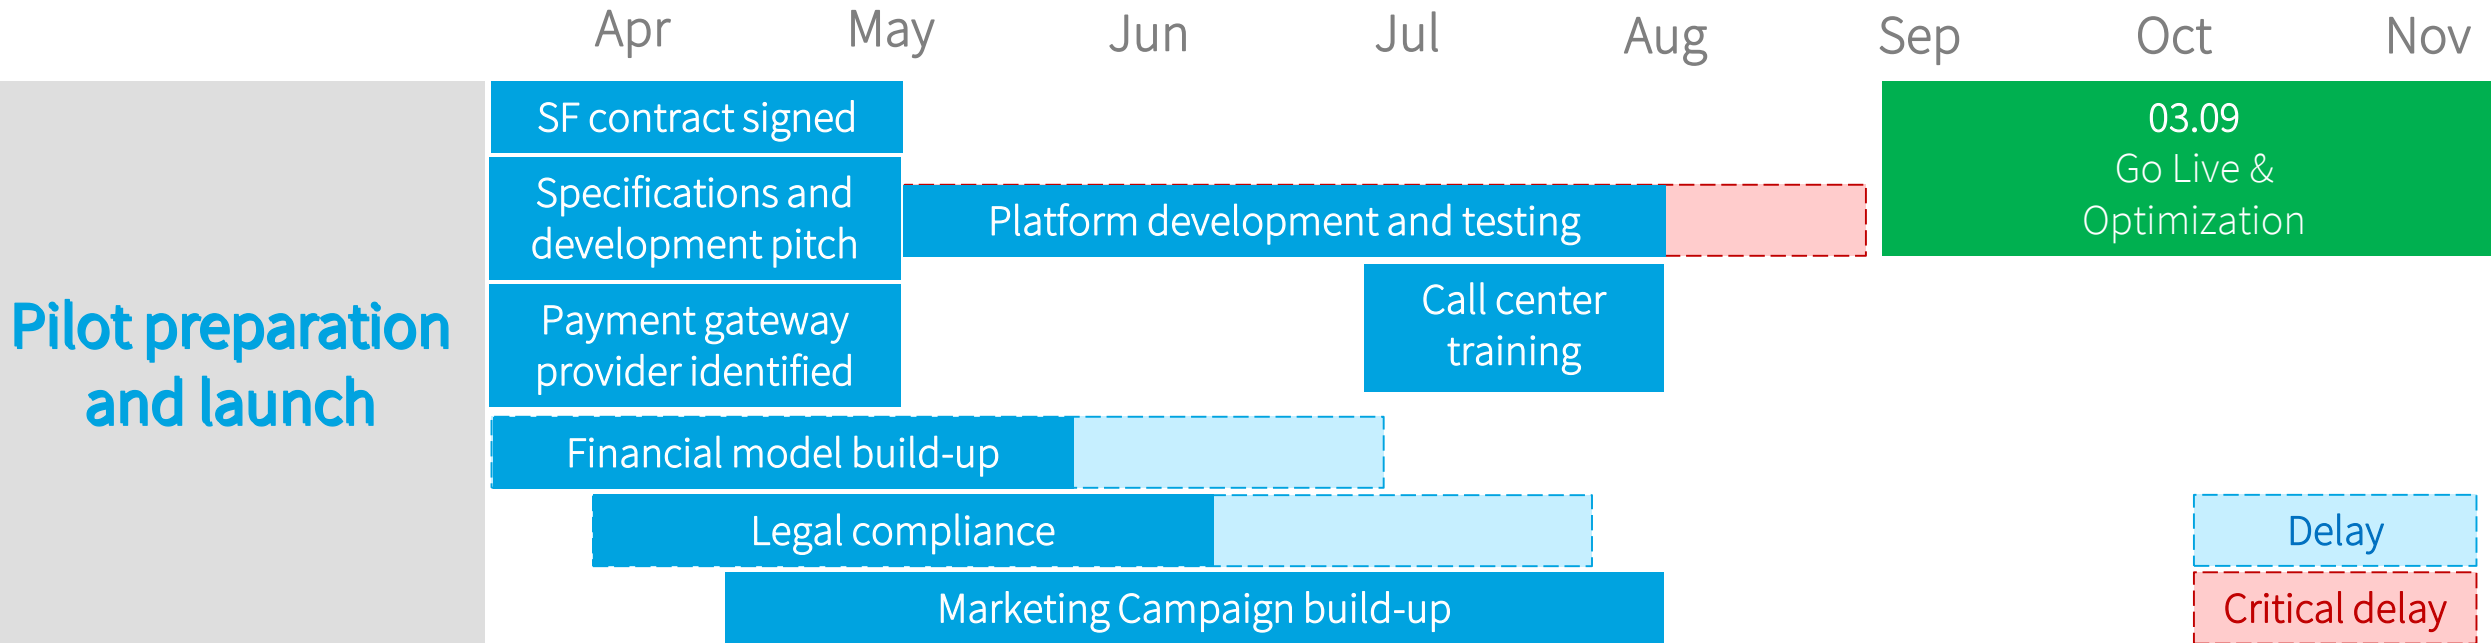 Apr May Jun Jul Aug Sep Oct Nov
Pilot preparation
and launch
SF contract signed
Specifications and
development pitch
Payment gateway
provider identified
Platform development and testing
Call center
training
03.09
Go Live &
Optimization
Financial model build-up
Legal compliance
Marketing Campaign build-up
Delay
Critical delay